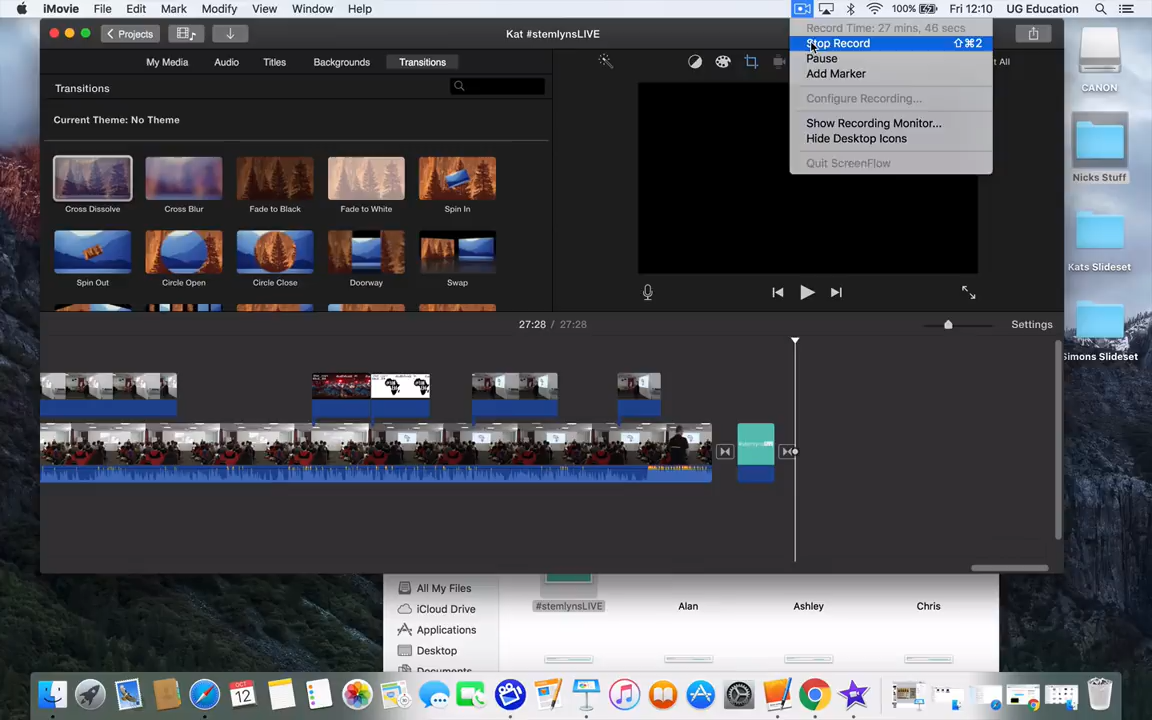 iMovie File Edit Mark Modify View Window Help 100% Fri 12:10 UG Education
Projects Kat #stemlynsLIVE
Record Time: 27 mins, 46 secs
Stop Record ⇧⌘2
Pause
Add Marker
Configure Recording...
Show Recording Monitor...
Hide Desktop Icons
Quit ScreenFlow
My Media Audio Titles Backgrounds Transitions
t All
Transitions
Current Theme: No Theme
Cross Dissolve Cross Blur Fade to Black Fade to White Spin In
Spin Out Circle Open Circle Close Doorway Swap
CANON
Nicks Stuff
Kats Slideset
Simons Slideset
27:28 / 27:28 Settings
All My Files
iCloud Drive
Applications
Desktop
Documents
#stemlynsLIVE Alan Ashley Chris
OCT
12